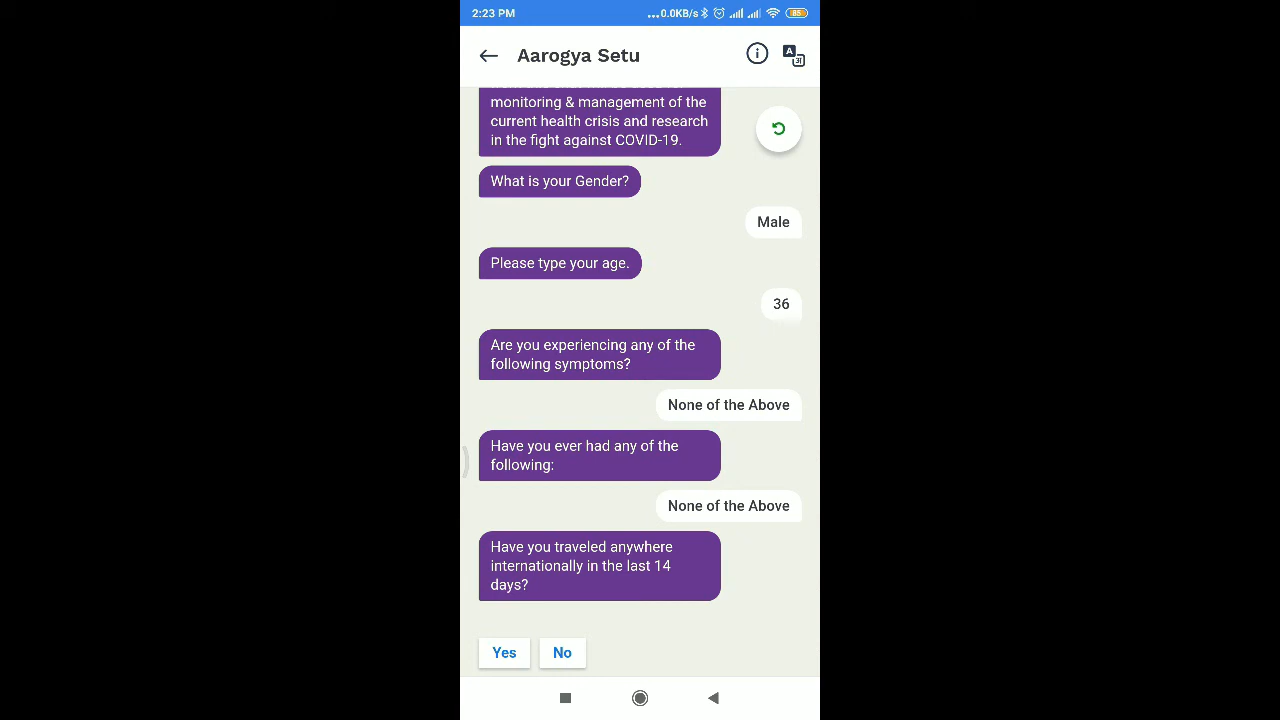 2:23 PM
...0.0KB/s
85
Aarogya Setu
monitoring & management of the
current health crisis and research
in the fight against COVID-19.
What is your Gender?
Male
Please type your age.
36
Are you experiencing any of the
following symptoms?
None of the Above
Have you ever had any of the
following:
None of the Above
Have you traveled anywhere
internationally in the last 14
days?
Yes
No